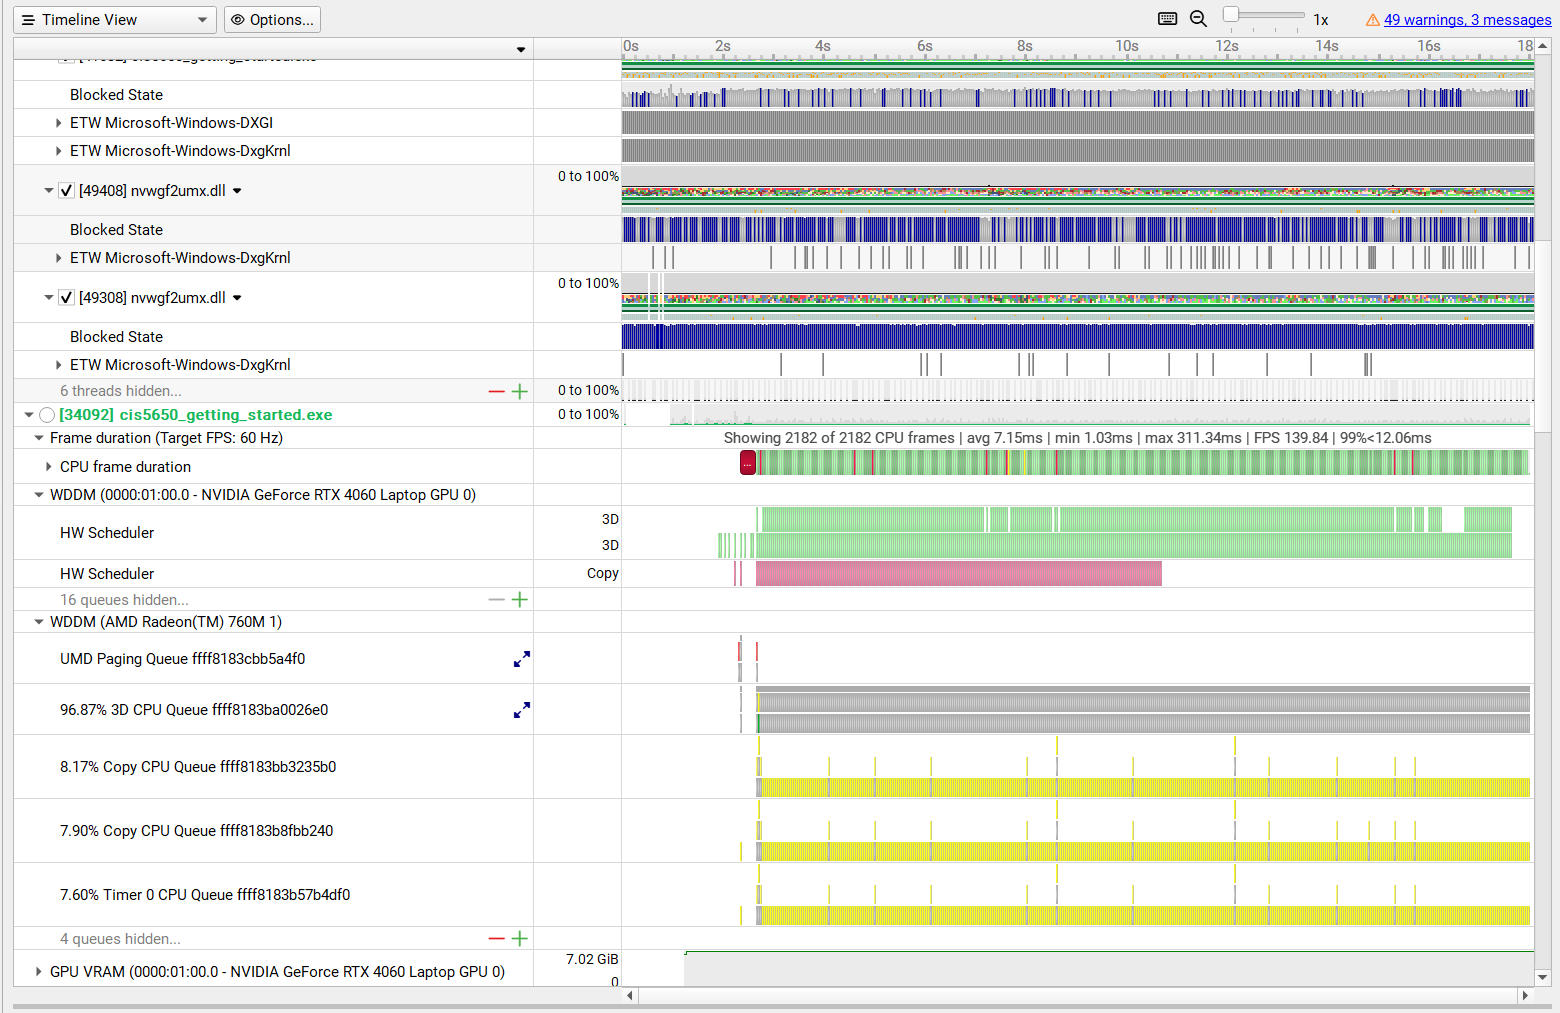 Timeline View
Options...
1x
49 warnings, 3 messages
0s 2s 4s 6s 8s 10s 12s 14s 16s 18
Blocked State
ETW Microsoft-Windows-DXGI
ETW Microsoft-Windows-DxgKrnl
[49408] nvwgf2umx.dll
0 to 100%
Blocked State
ETW Microsoft-Windows-DxgKrnl
[49308] nvwgf2umx.dll
0 to 100%
Blocked State
ETW Microsoft-Windows-DxgKrnl
6 threads hidden...
0 to 100%
[34092] cis5650_getting_started.exe
0 to 100%
Frame duration (Target FPS: 60 Hz)
Showing 2182 of 2182 CPU frames | avg 7.15ms | min 1.03ms | max 311.34ms | FPS 139.84 | 99%<12.06ms
CPU frame duration
...
WDDM (0000:01:00.0 - NVIDIA GeForce RTX 4060 Laptop GPU 0)
HW Scheduler
3D
3D
HW Scheduler
Copy
16 queues hidden...
WDDM (AMD Radeon(TM) 760M 1)
UMD Paging Queue ffff8183cbb5a4f0
96.87% 3D CPU Queue ffff8183ba0026e0
8.17% Copy CPU Queue ffff8183bb3235b0
7.90% Copy CPU Queue ffff8183b8fbb240
7.60% Timer 0 CPU Queue ffff8183b57b4df0
4 queues hidden...
GPU VRAM (0000:01:00.0 - NVIDIA GeForce RTX 4060 Laptop GPU 0)
7.02 GiB
0